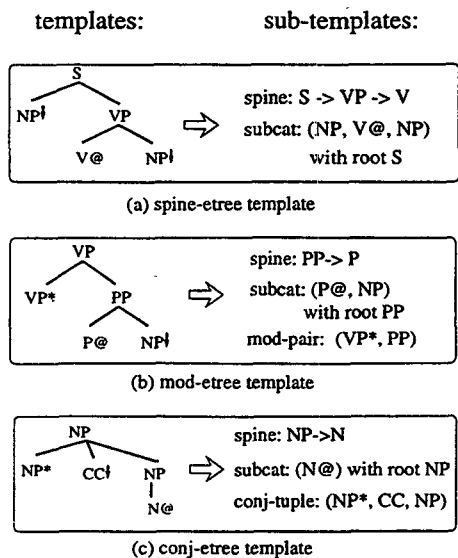 templates: sub-templates:
S
NP↓ VP
V@ NP↓
spine: S -> VP -> V
subcat: (NP, V@, NP)
with root S
(a) spine-etree template
VP
VP* PP
P@ NP↓
spine: PP-> P
subcat: (P@, NP)
with root PP
mod-pair: (VP*, PP)
(b) mod-etree template
NP
NP* CC↓ NP
N@
spine: NP->N
subcat: (N@) with root NP
conj-tuple: (NP*, CC, NP)
(c) conj-etree template